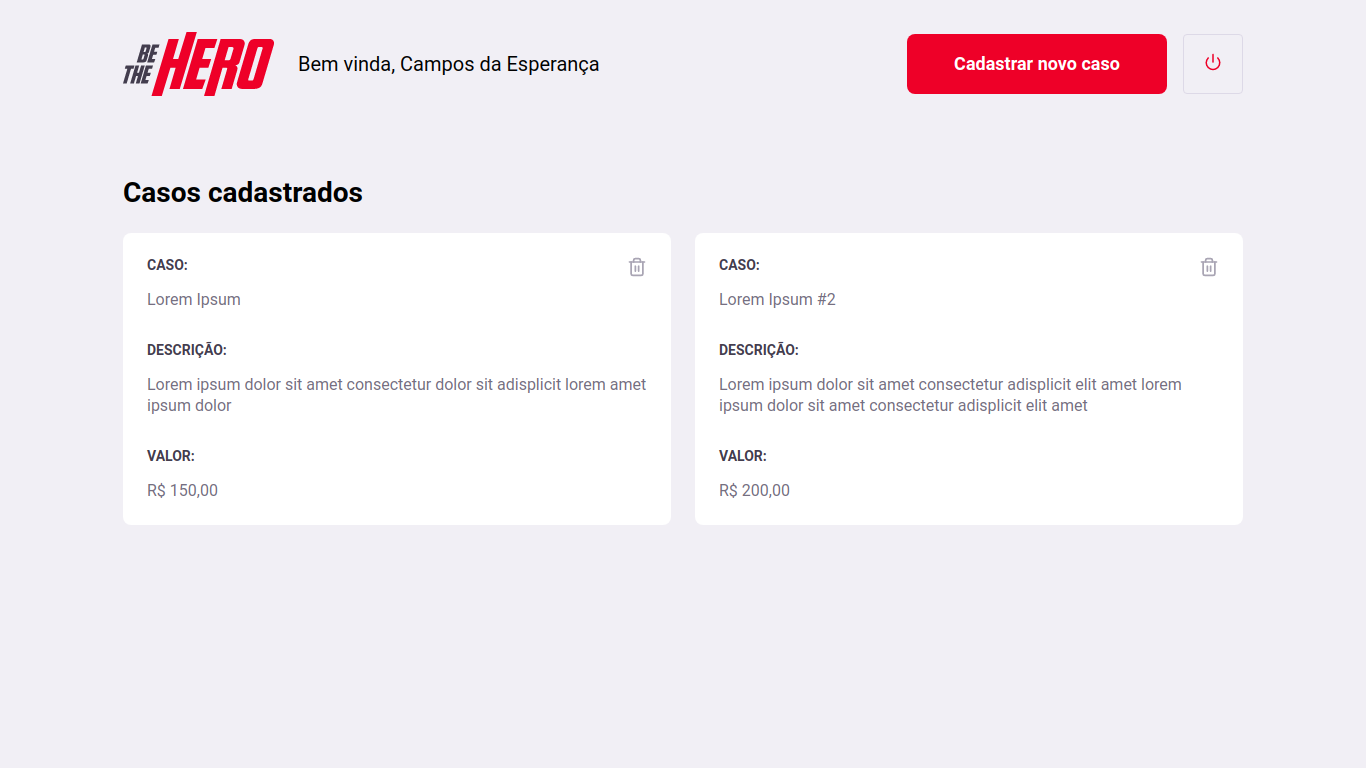 BE THE HERO
Bem vinda, Campos da Esperança
Cadastrar novo caso
Casos cadastrados
CASO:
Lorem Ipsum
DESCRIÇÃO:
Lorem ipsum dolor sit amet consectetur dolor sit adisplicit lorem amet
ipsum dolor
VALOR:
R$ 150,00
CASO:
Lorem Ipsum #2
DESCRIÇÃO:
Lorem ipsum dolor sit amet consectetur adisplicit elit amet lorem
ipsum dolor sit amet consectetur adisplicit elit amet
VALOR:
R$ 200,00